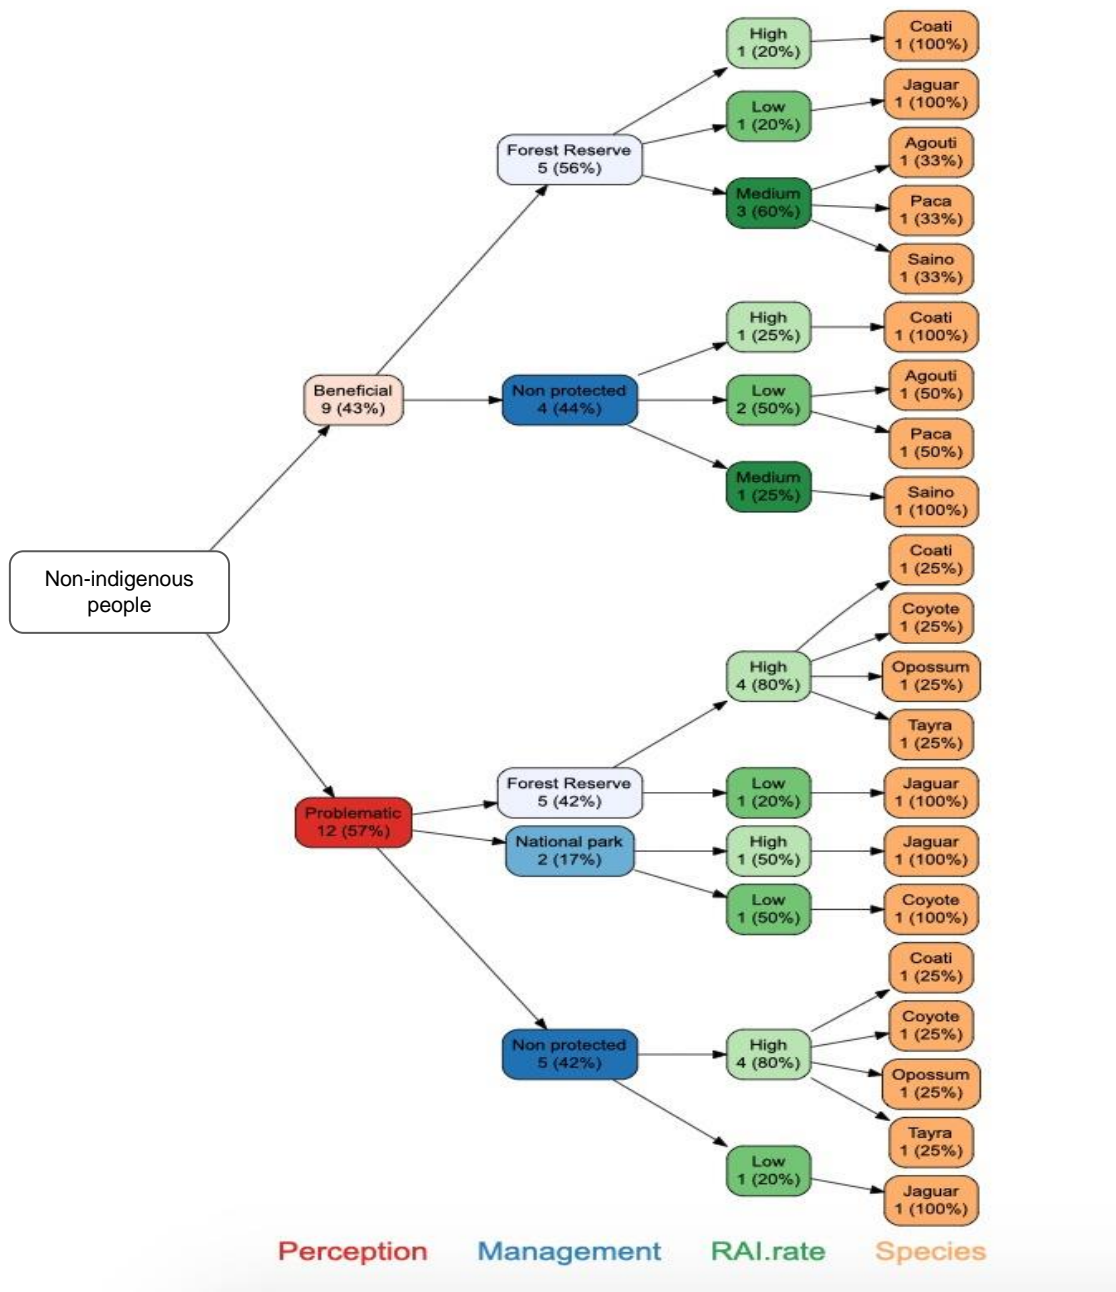 High
1 (20%)
Coati
1 (100%)
Low
1 (20%)
Jaguar
1 (100%)
Forest Reserve
5 (56%)
Medium
3 (60%)
Agouti
1 (33%)
Paca
1 (33%)
Saino
1 (33%)
Beneficial
9 (43%)
Non protected
4 (44%)
High
1 (25%)
Coati
1 (100%)
Low
2 (50%)
Agouti
1 (50%)
Paca
1 (50%)
Medium
1 (25%)
Saino
1 (100%)
Non-indigenous
people
High
4 (80%)
Coati
1 (25%)
Coyote
1 (25%)
Opossum
1 (25%)
Tayra
1 (25%)
Problematic
12 (57%)
Forest Reserve
5 (42%)
Low
1 (20%)
Jaguar
1 (100%)
National park
2 (17%)
High
1 (50%)
Jaguar
1 (100%)
Low
1 (50%)
Coyote
1 (100%)
Non protected
5 (42%)
High
4 (80%)
Coati
1 (25%)
Coyote
1 (25%)
Opossum
1 (25%)
Tayra
1 (25%)
Low
1 (20%)
Jaguar
1 (100%)
Perception Management RAI.rate Species